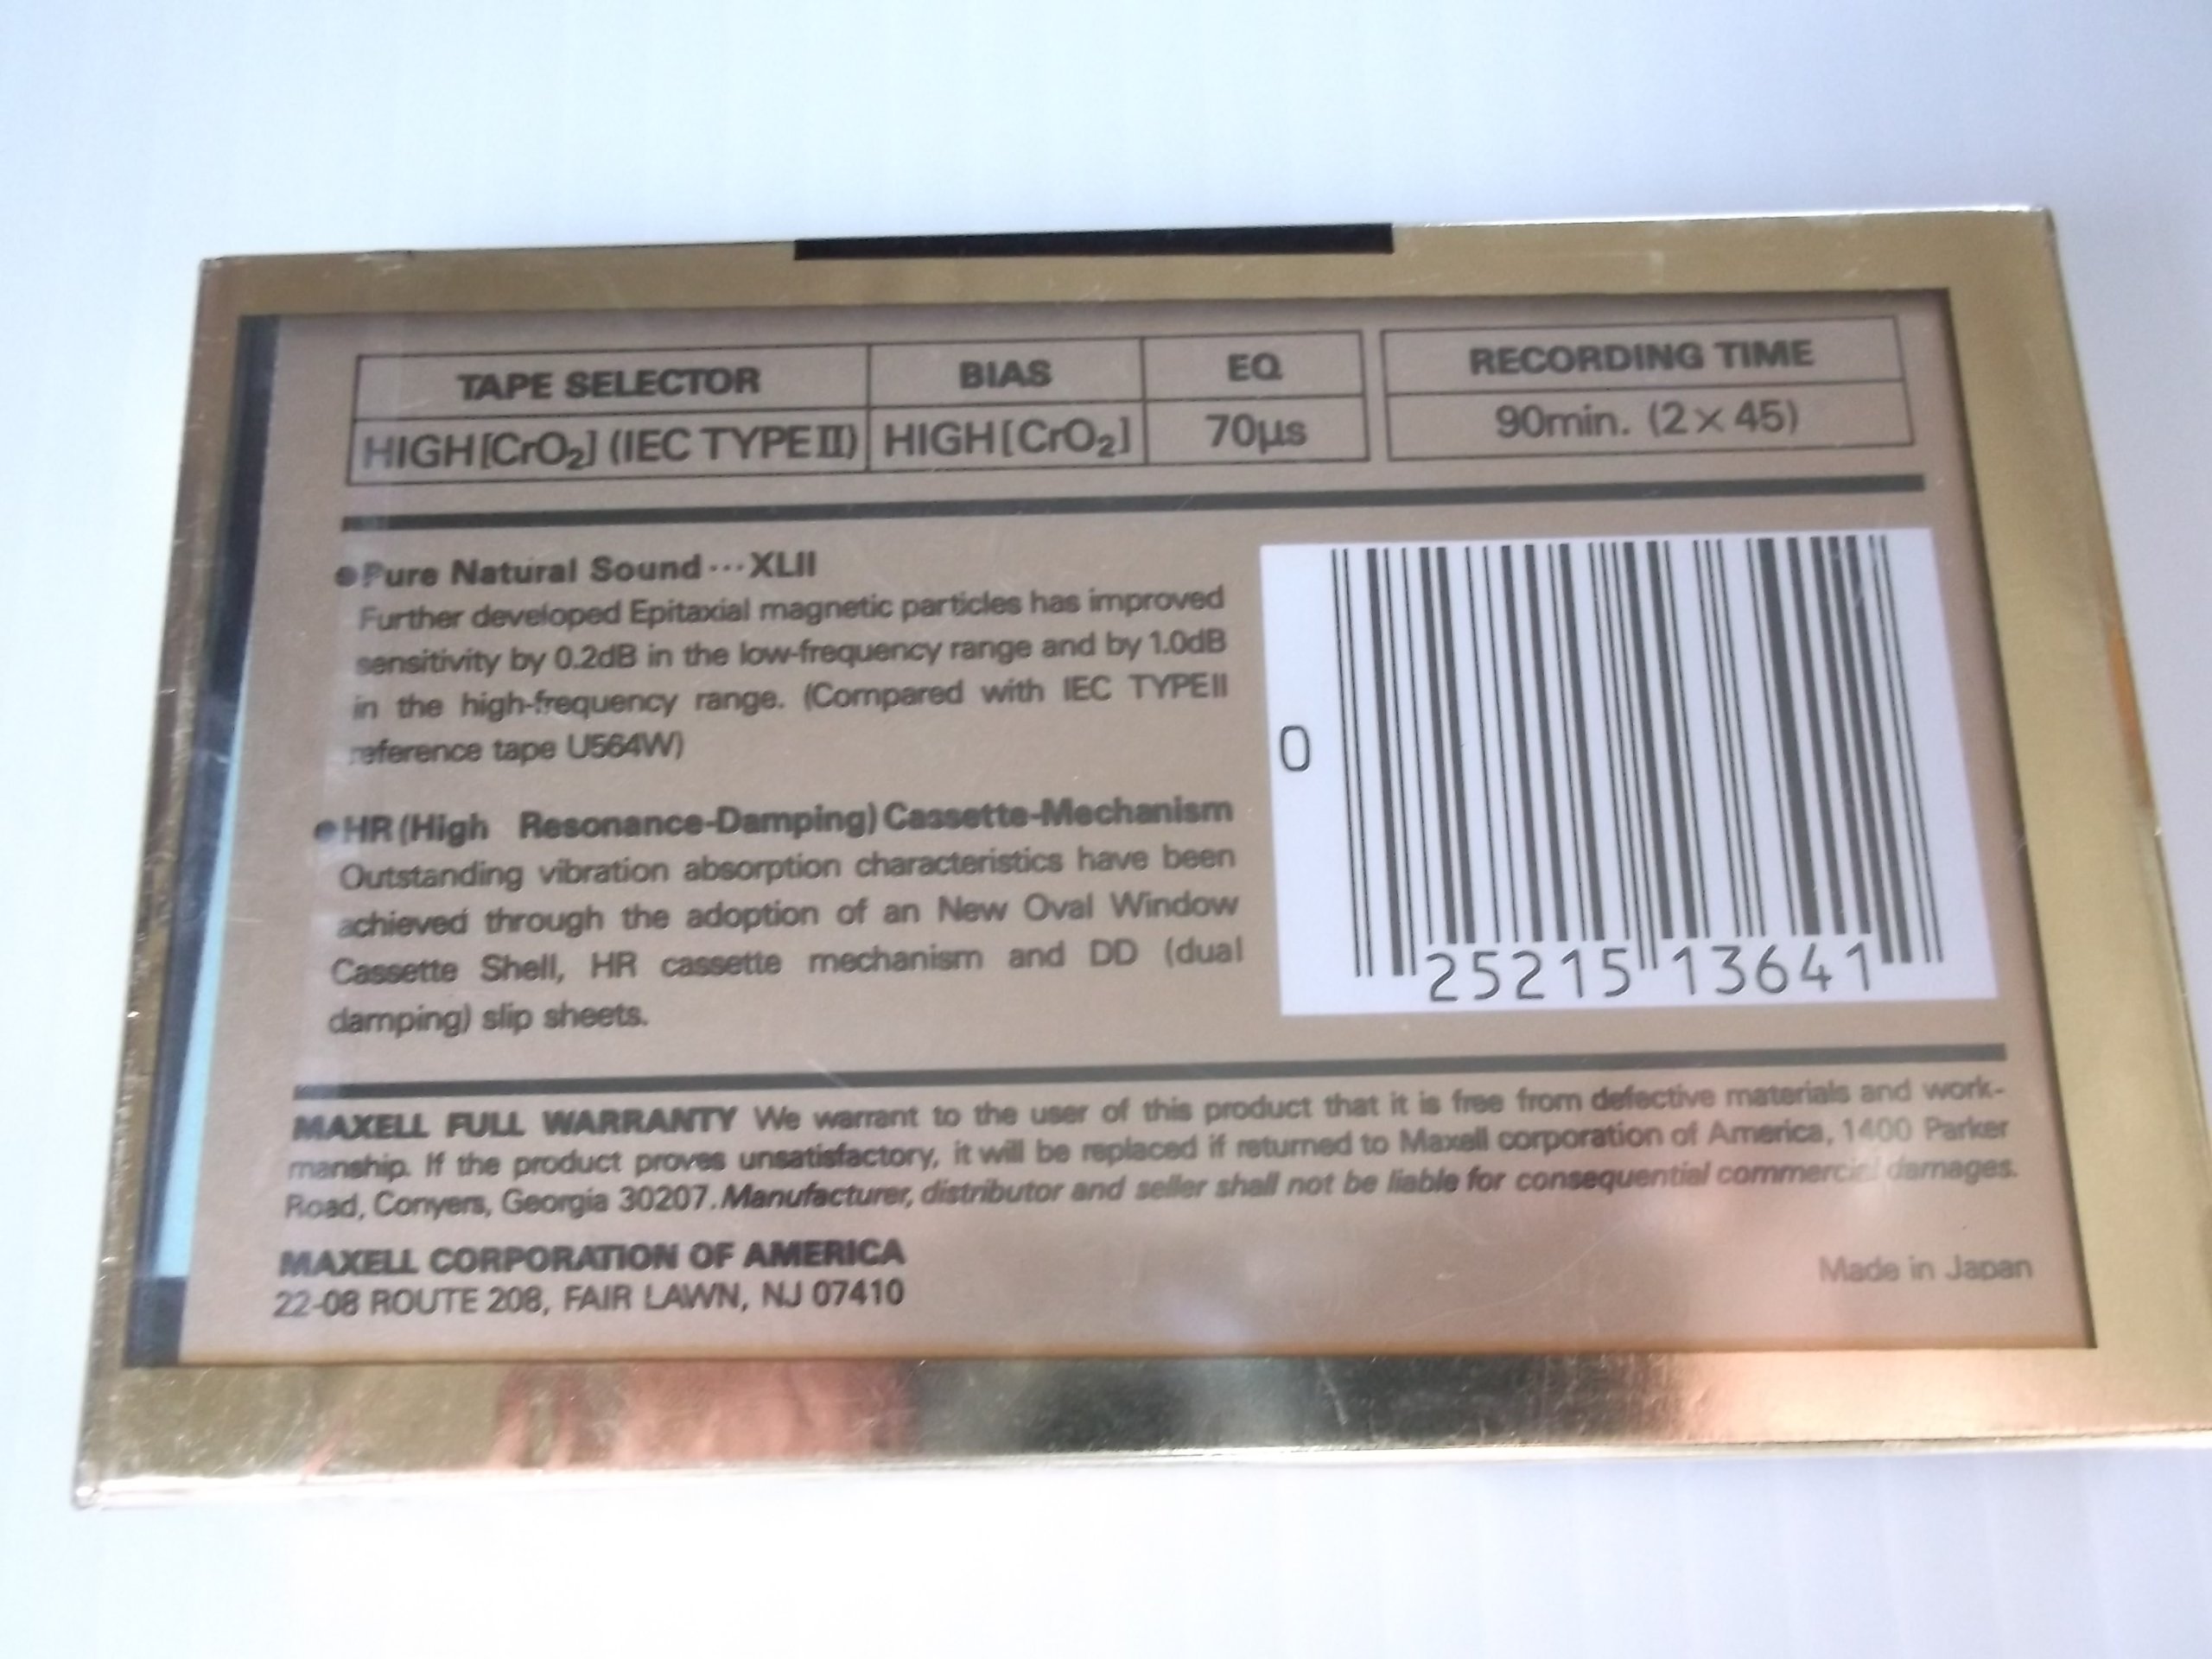 TAPE SELECTOR BIAS EQ RECORDING TIME
HIGH[CrO₂] (IEC TYPE II) HIGH[CrO₂] 70µs 90min. (2×45)
●Pure Natural Sound···XLII
Further developed Epitaxial magnetic particles has improved
sensitivity by 0.2dB in the low-frequency range and by 1.0dB
in the high-frequency range. (Compared with IEC TYPEII
reference tape U564W)
●HR (High Resonance-Damping) Cassette-Mechanism
Outstanding vibration absorption characteristics have been
achieved through the adoption of an New Oval Window
Cassette Shell, HR cassette mechanism and DD (dual
damping) slip sheets.
0 25215 13641
MAXELL FULL WARRANTY We warrant to the user of this product that it is free from defective materials and work-
manship. If the product proves unsatisfactory, it will be replaced if returned to Maxell corporation of America, 1400 Parker
Road, Conyers, Georgia 30207. Manufacturer, distributor and seller shall not be liable for consequential commercial damages.
MAXELL CORPORATION OF AMERICA
22-08 ROUTE 208, FAIR LAWN, NJ 07410
Made in Japan